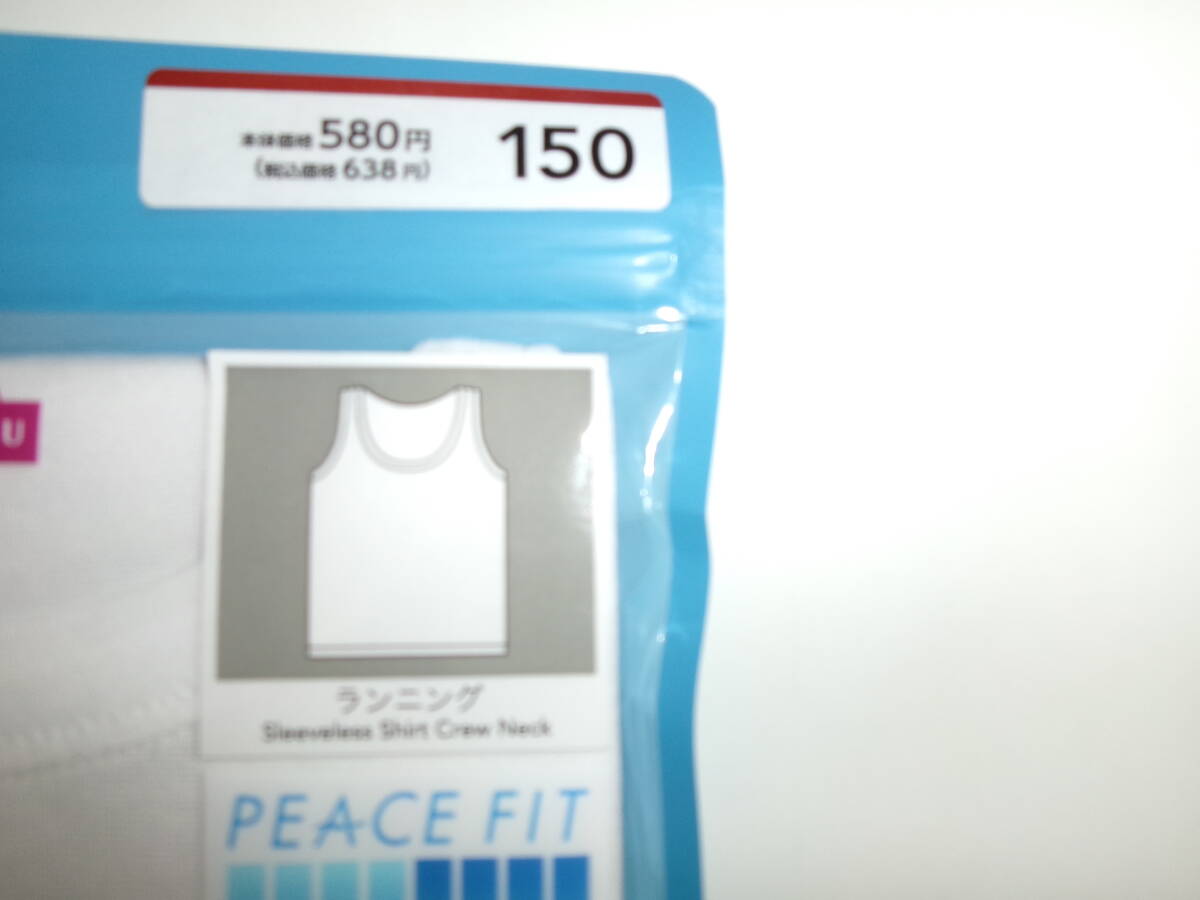 本体価格 580円
(税込価格 638円)
150
U
ランニング
Sleeveless Shirt Crew Neck
PEACE FIT